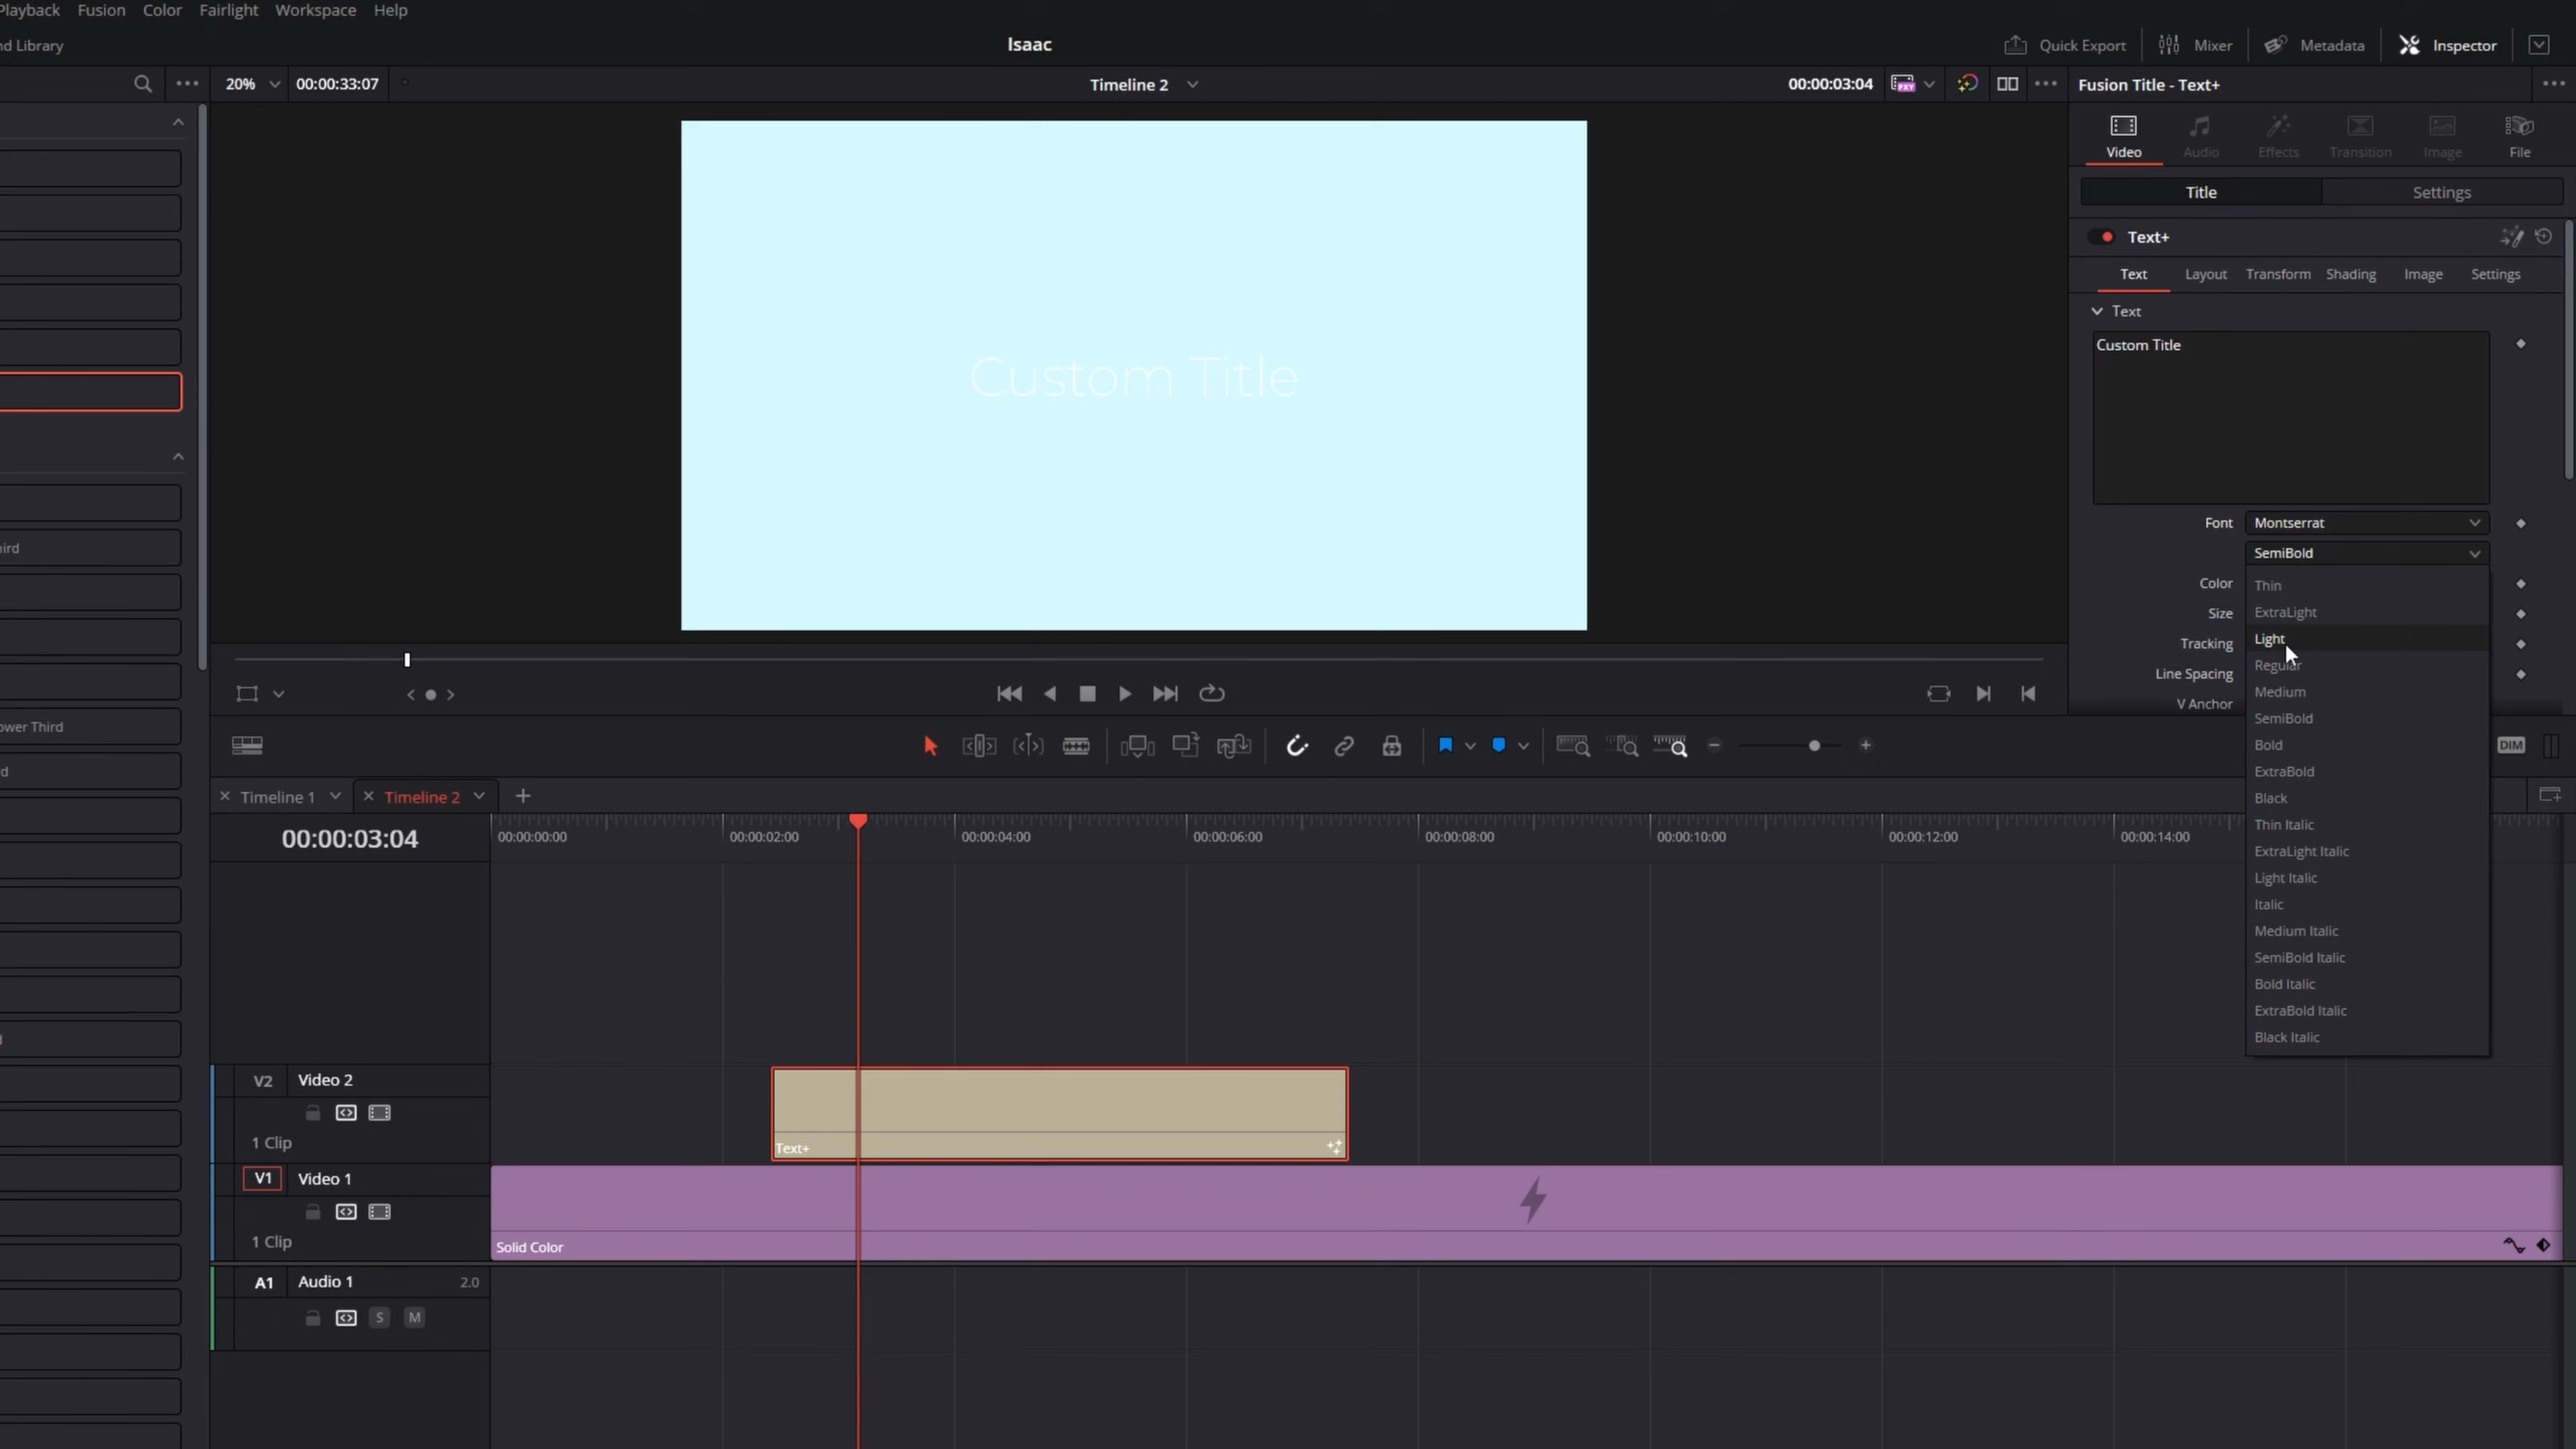 Playback Fusion Color Fairlight Workspace Help
nd Library
Isaac
Quick Export Mixer Metadata Inspector
20% 00:00:33:07
Timeline 2
00:00:03:04
PXY
Fusion Title - Text+
Video Audio Effects Transition Image File
Title Settings
Text+
Text Layout Transform Shading Image Settings
Text
Custom Title
Custom Title
Font Montserrat
SemiBold
Color
Size
Tracking
Line Spacing
V Anchor
Thin
ExtraLight
Light
Regular
Medium
SemiBold
Bold
ExtraBold
Black
Thin Italic
ExtraLight Italic
Light Italic
Italic
Medium Italic
SemiBold Italic
Bold Italic
ExtraBold Italic
Black Italic
hird
ower Third
d
d
DIM
Timeline 1 Timeline 2
00:00:03:04
00:00:00:00 00:00:02:00 00:00:04:00 00:00:06:00 00:00:08:00 00:00:10:00 00:00:12:00 00:00:14:00
V2 Video 2
1 Clip
Text+
V1 Video 1
1 Clip
Solid Color
A1 Audio 1 2.0
S M